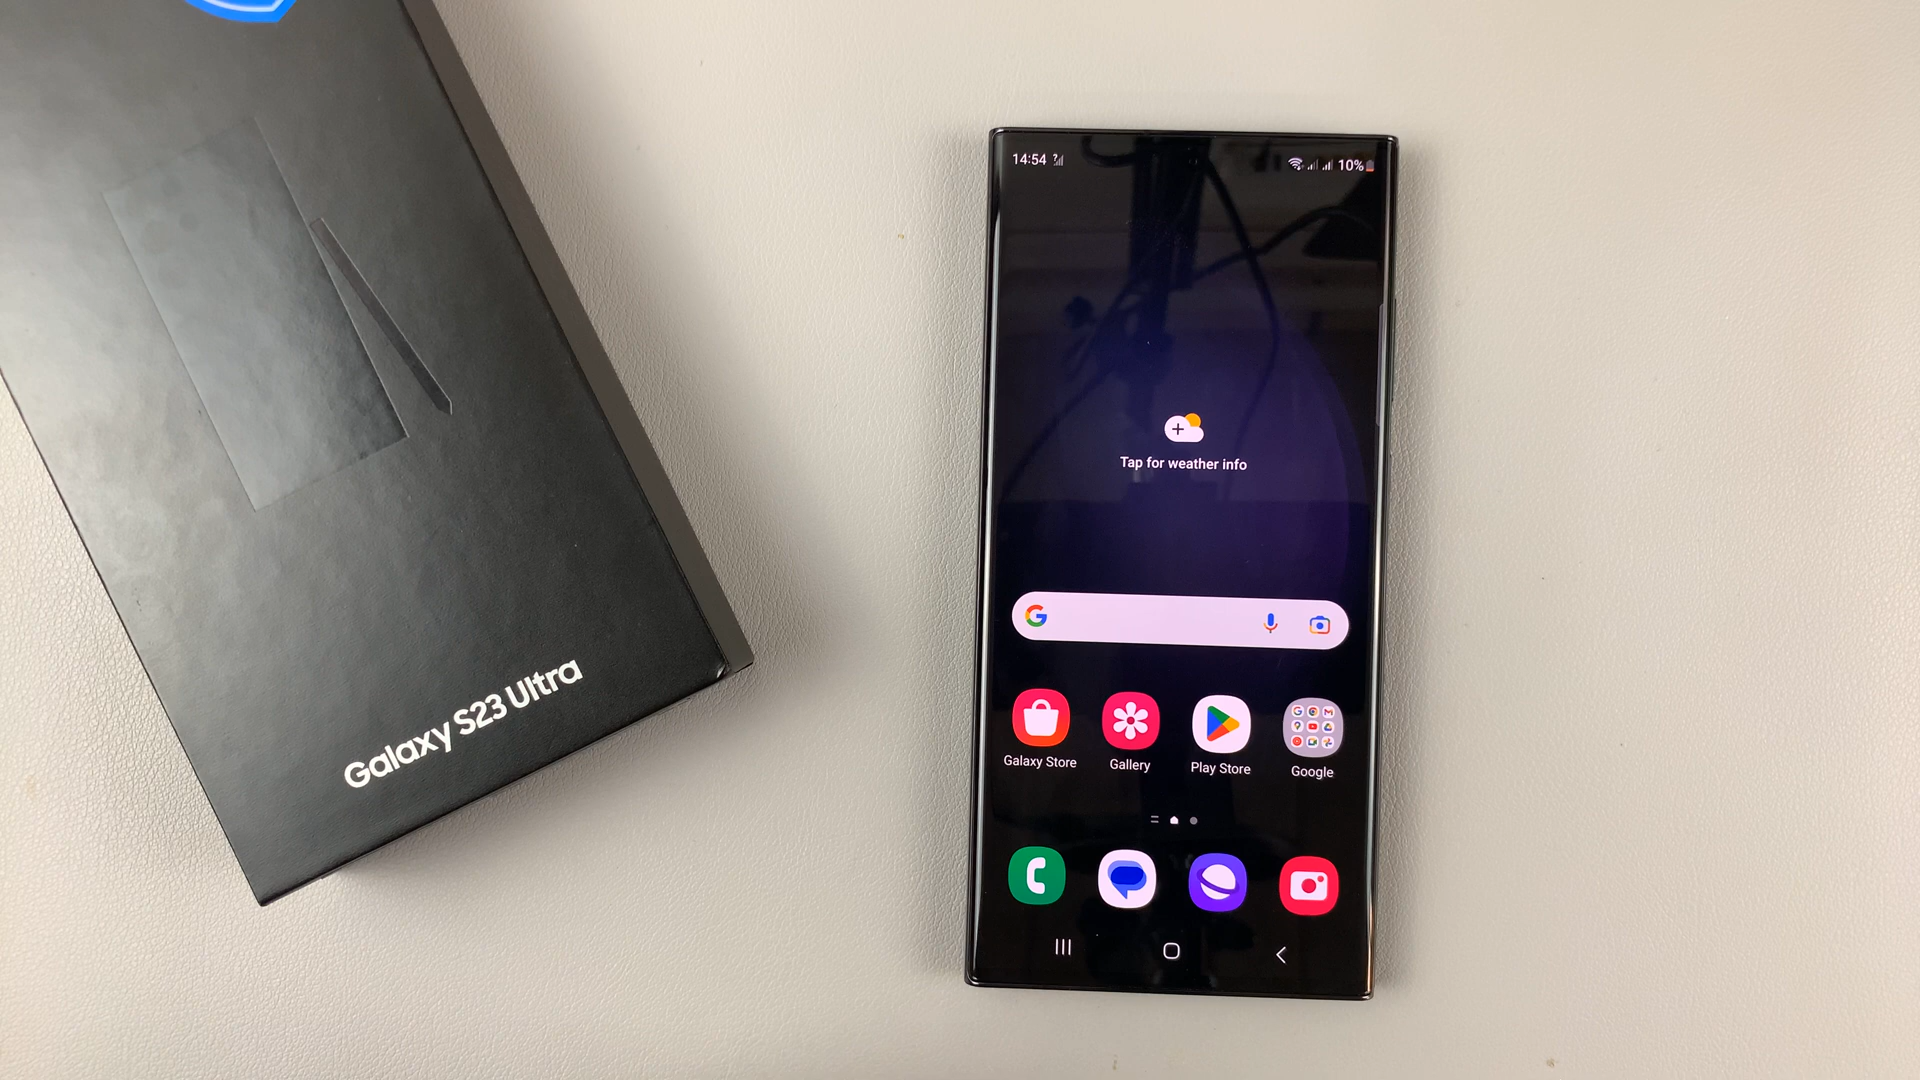 Galaxy S23 Ultra
14:54
10%
Tap for weather info
G
Galaxy Store
Gallery
Play Store
Google